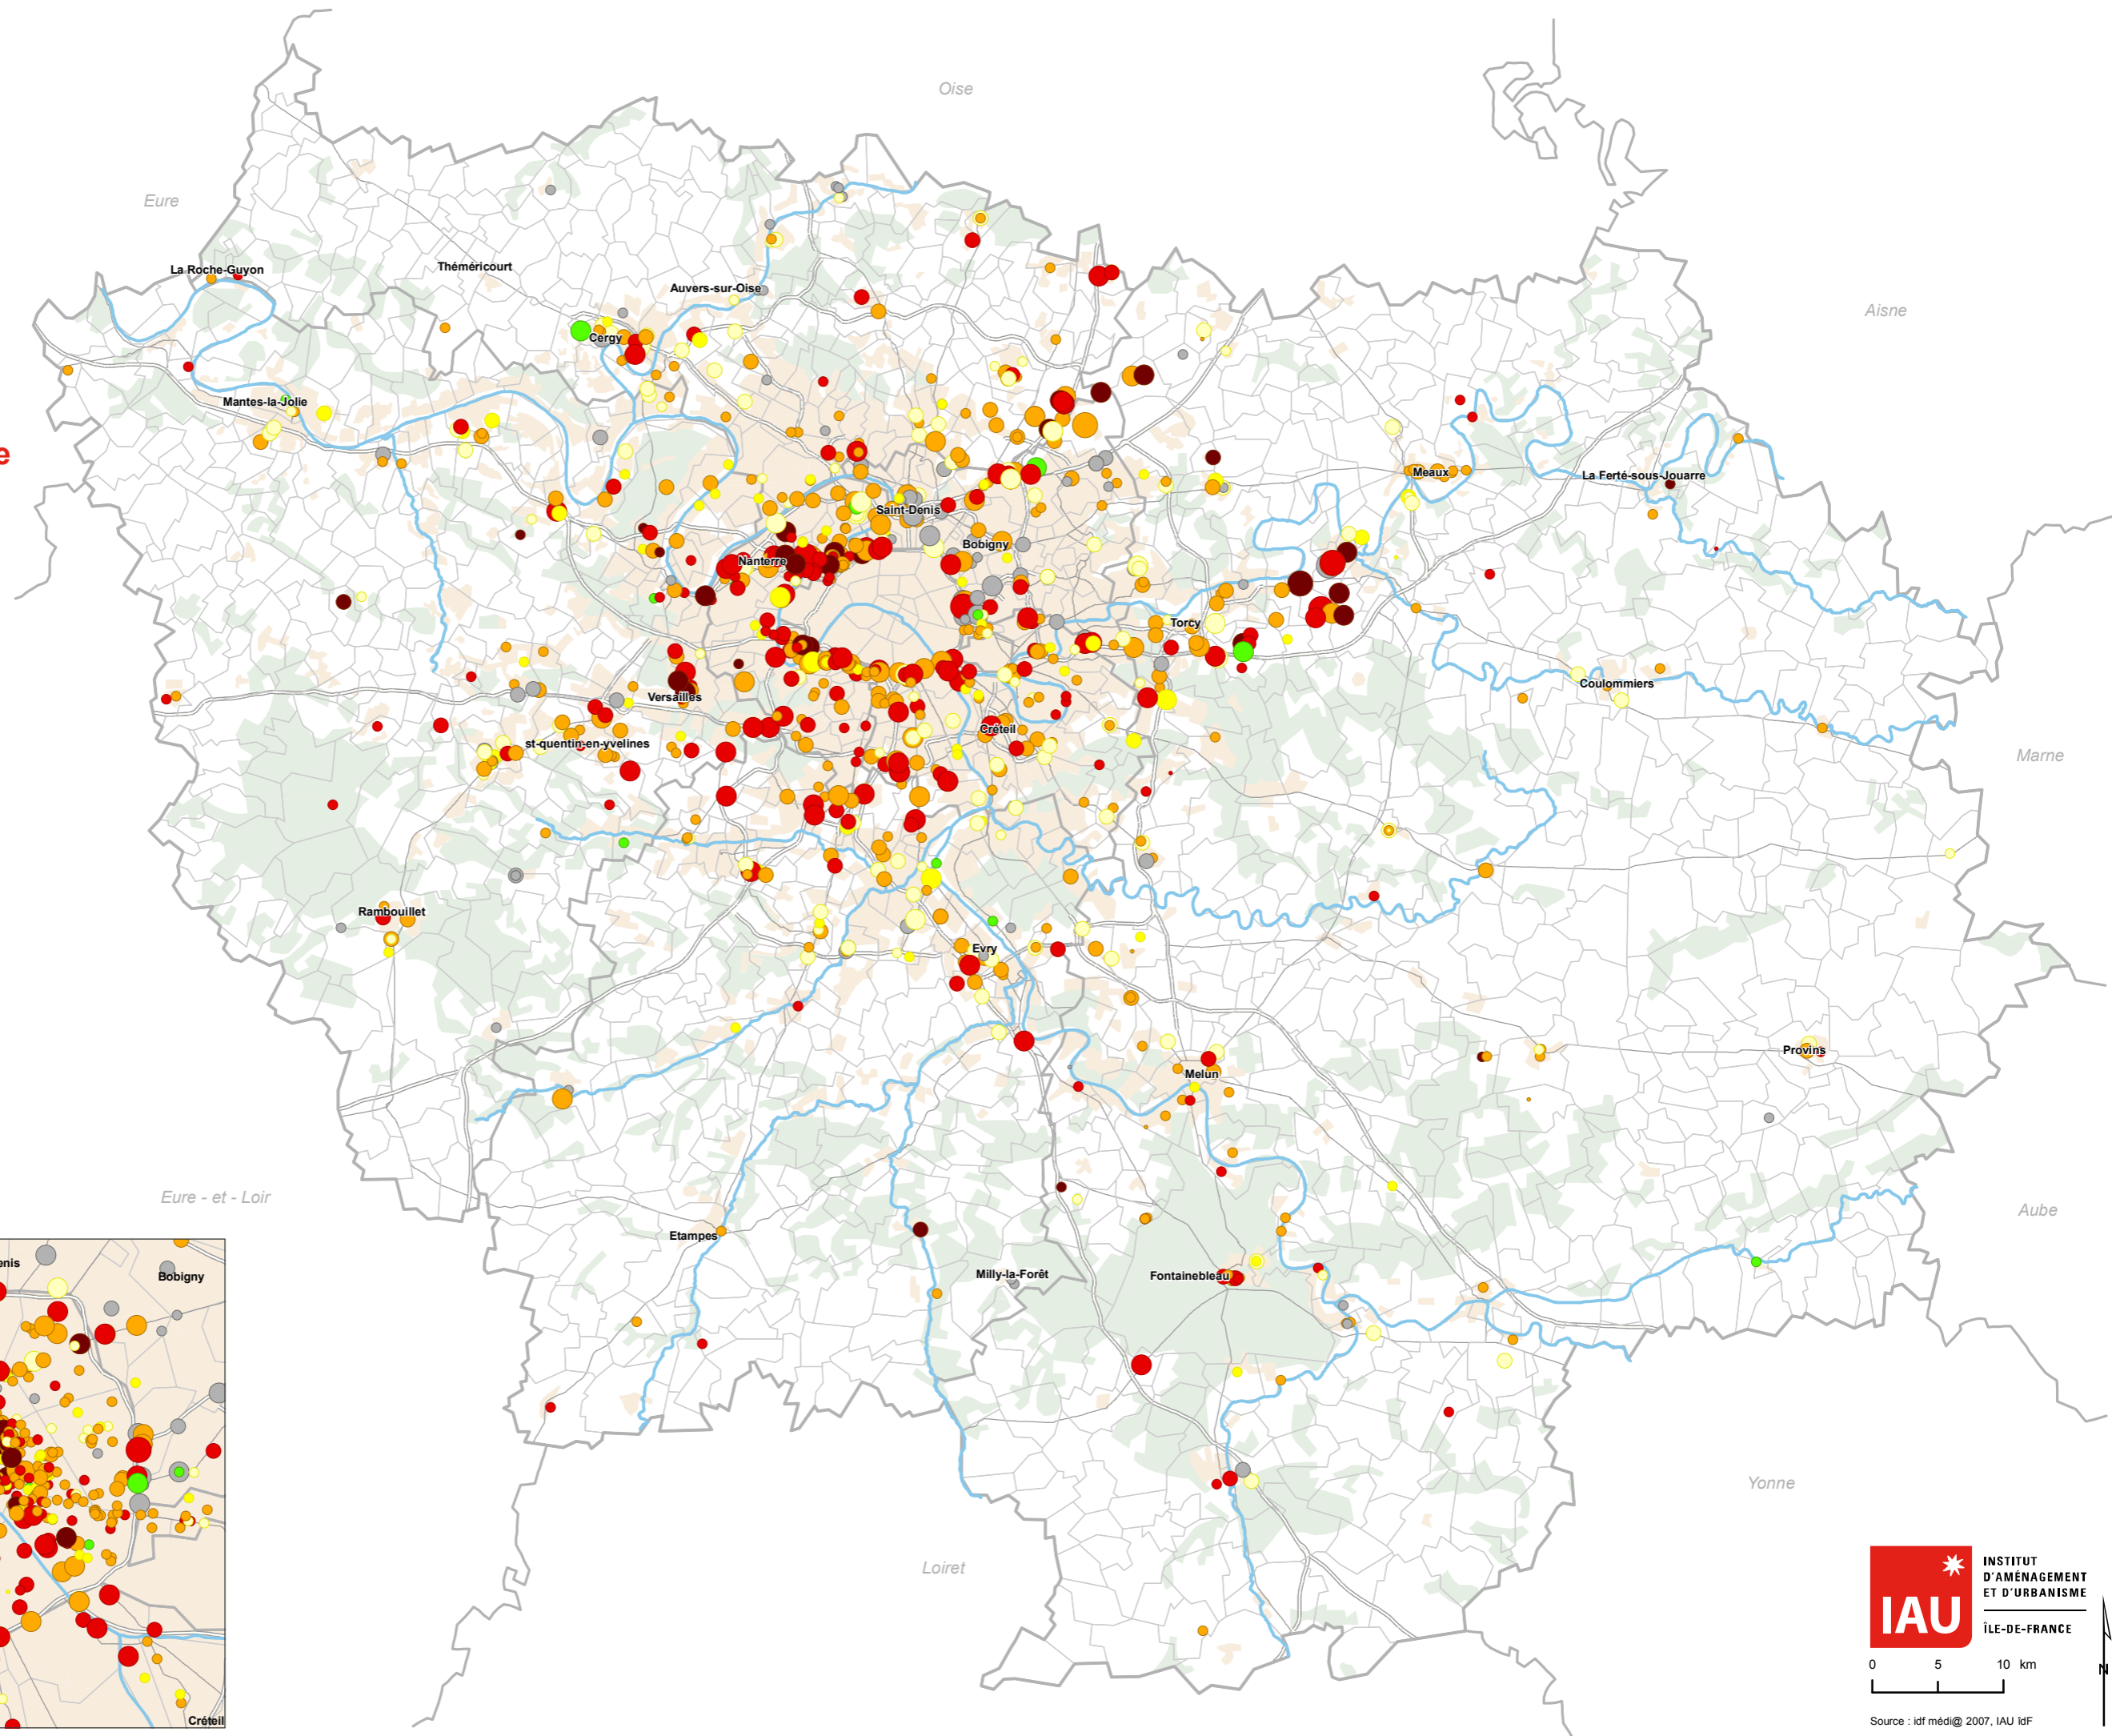 Oise
Eure
Aisne
La Roche-Guyon
Théméricourt
Auvers-sur-Oise
Cergy
Mantes-la-Jolie
e
Meaux
La Ferté-sous-Jouarre
Saint-Denis
Bobigny
Nanterre
Torcy
Coulommiers
Versailles
Créteil
st-quentin-en-yvelines
Marne
Rambouillet
Evry
Provins
Melun
Eure - et - Loir
Aube
Etampes
Milly-la-Forêt
Fontainebleau
enis
Bobigny
Yonne
Loiret
Créteil
IAU
INSTITUT
D'AMÉNAGEMENT
ET D'URBANISME
ÎLE-DE-FRANCE
0 5 10 km
N
Source : idf médi@ 2007, IAU îdF